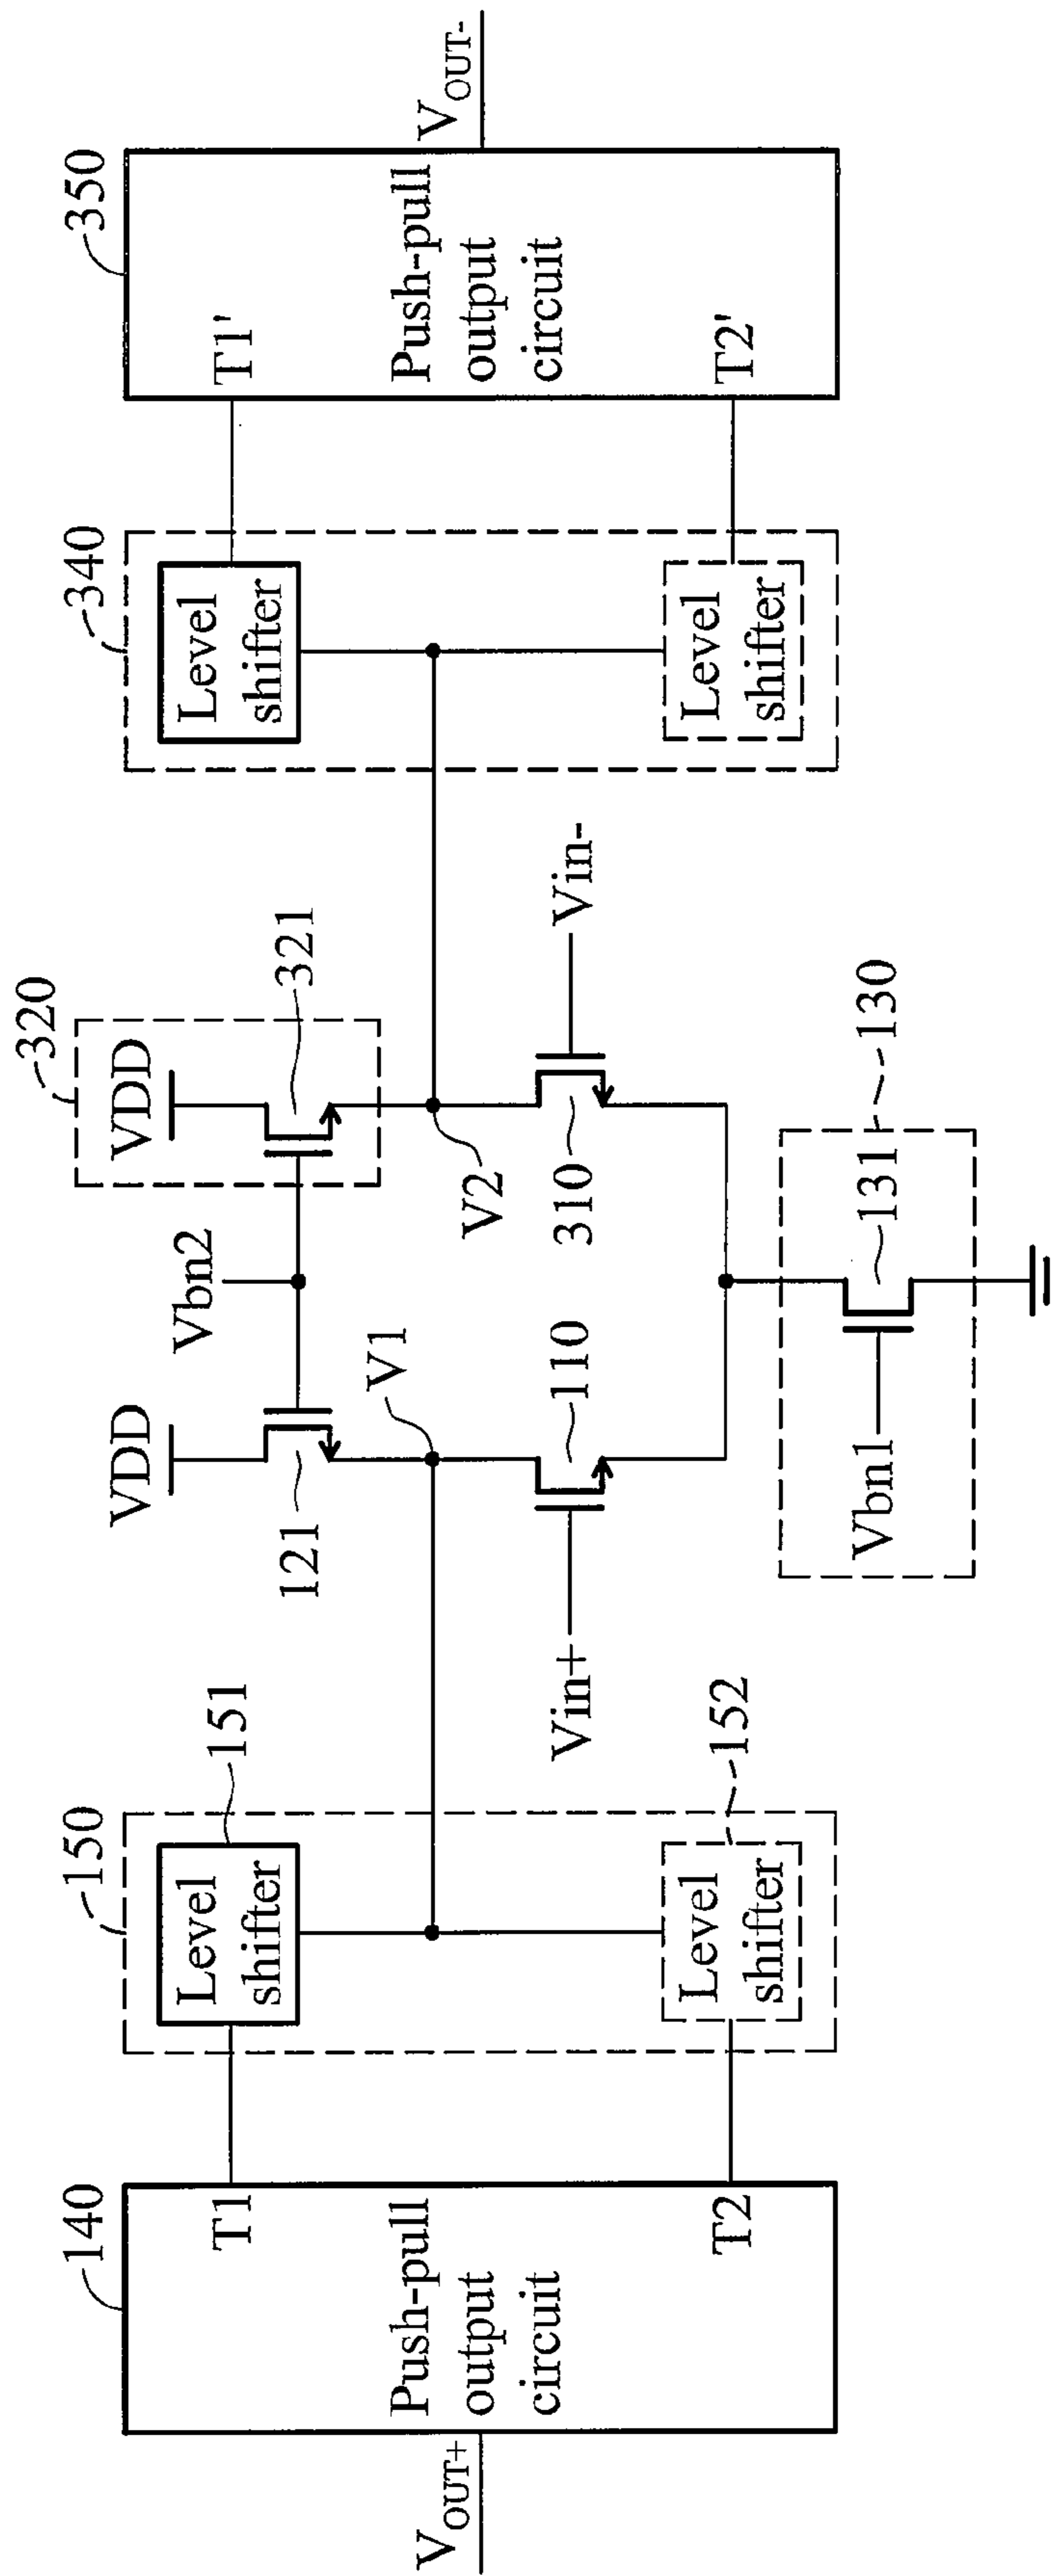 140
T1
Push-pull
output
circuit
T2
V_OUT+
150
151
Level
shifter
152
Level
shifter
VDD
121
V1
Vin+
110
Vbn2
320
VDD
321
V2
310
Vin-
130
131
Vbn1
340
Level
shifter
Level
shifter
350
T1'
Push-pull
output
circuit
T2'
V_OUT-